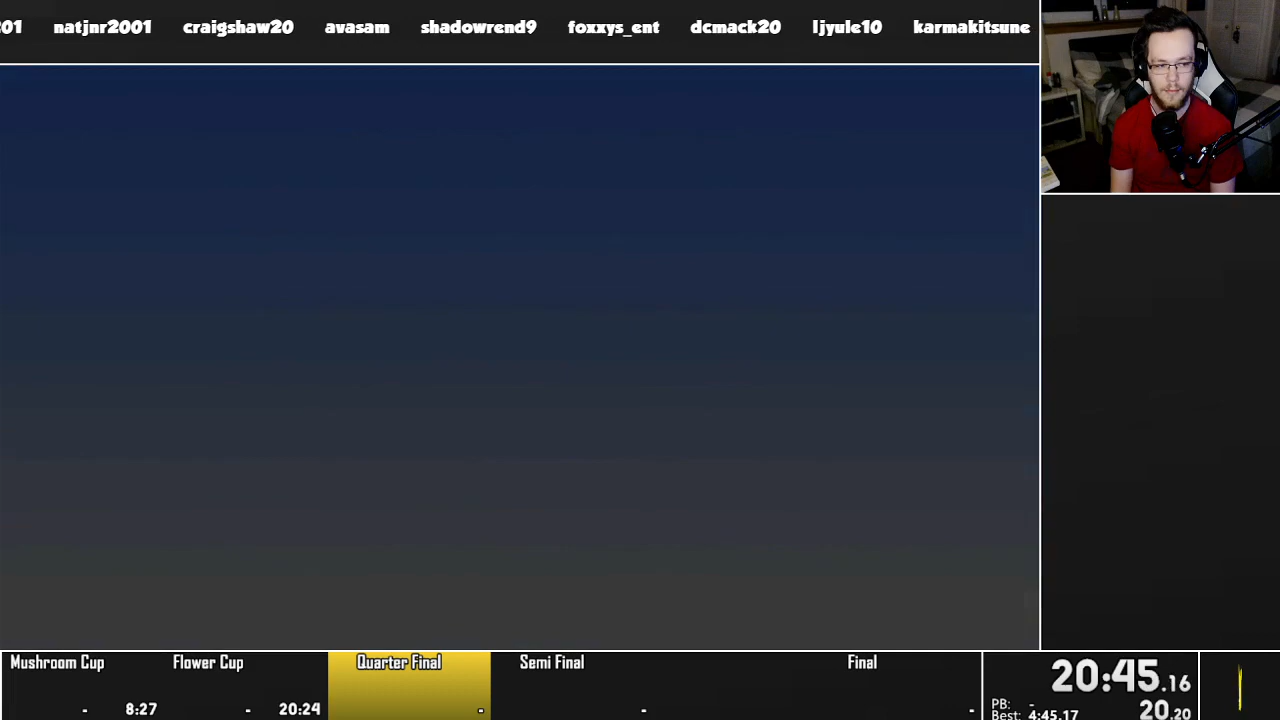 01 natjnr2001 craigshaw20 avasam shadowrend9 foxxys_ent dcmack20 ljyule10 karmakitsune
Mushroom Cup Flower Cup Quarter Final Semi Final Final
- 8:27 - 20:24 - - -
20:45.16
PB: -
Best: 4:45.17 20.20